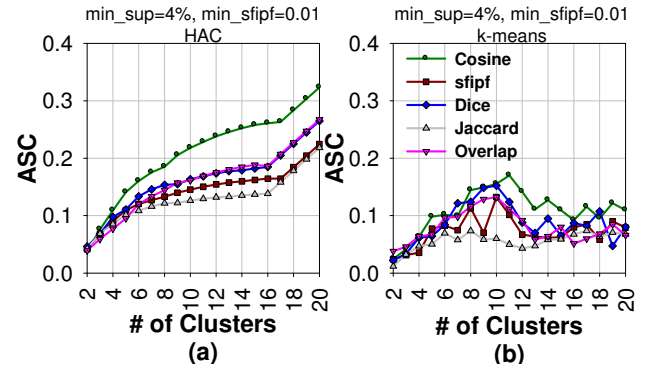 min_sup=4%, min_sfipf=0.01
HAC
0.4
0.3
0.2
0.1
0.0
ASC
2 4 6 8 10 12 14 16 18 20
# of Clusters
(a)
min_sup=4%, min_sfipf=0.01
k-means
0.4
0.3
0.2
0.1
0.0
ASC
Cosine
sfipf
Dice
Jaccard
Overlap
2 4 6 8 10 12 14 16 18 20
# of Clusters
(b)